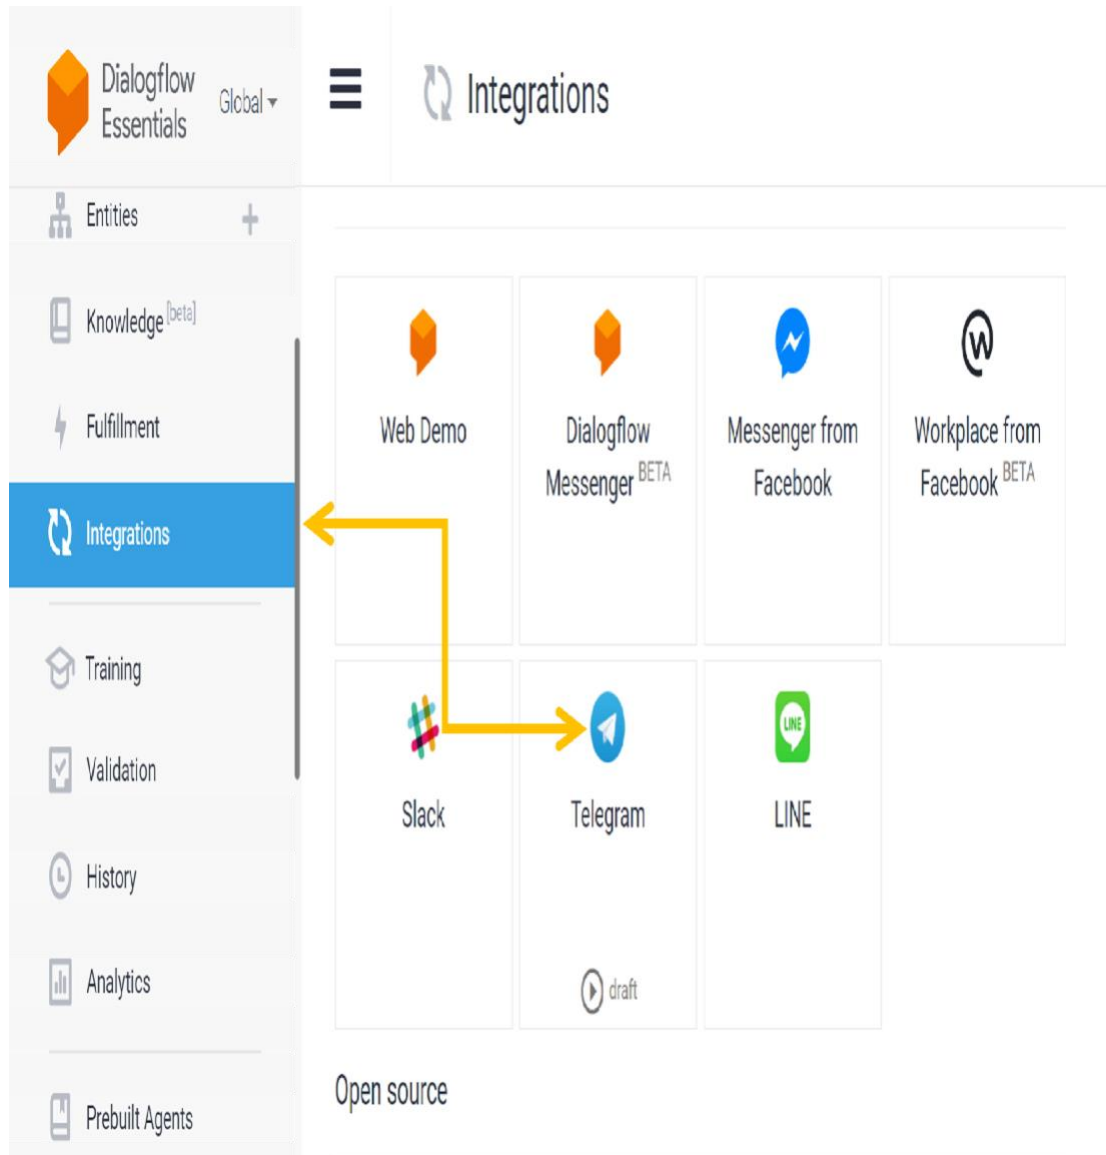 Dialogflow
Essentials
Global
Integrations
Entities
Knowledge [beta]
Fulfillment
Integrations
Training
Validation
History
Analytics
Prebuilt Agents
Web Demo
Dialogflow
Messenger BETA
Messenger from
Facebook
Workplace from
Facebook BETA
Slack
Telegram
draft
LINE
LINE
Open source